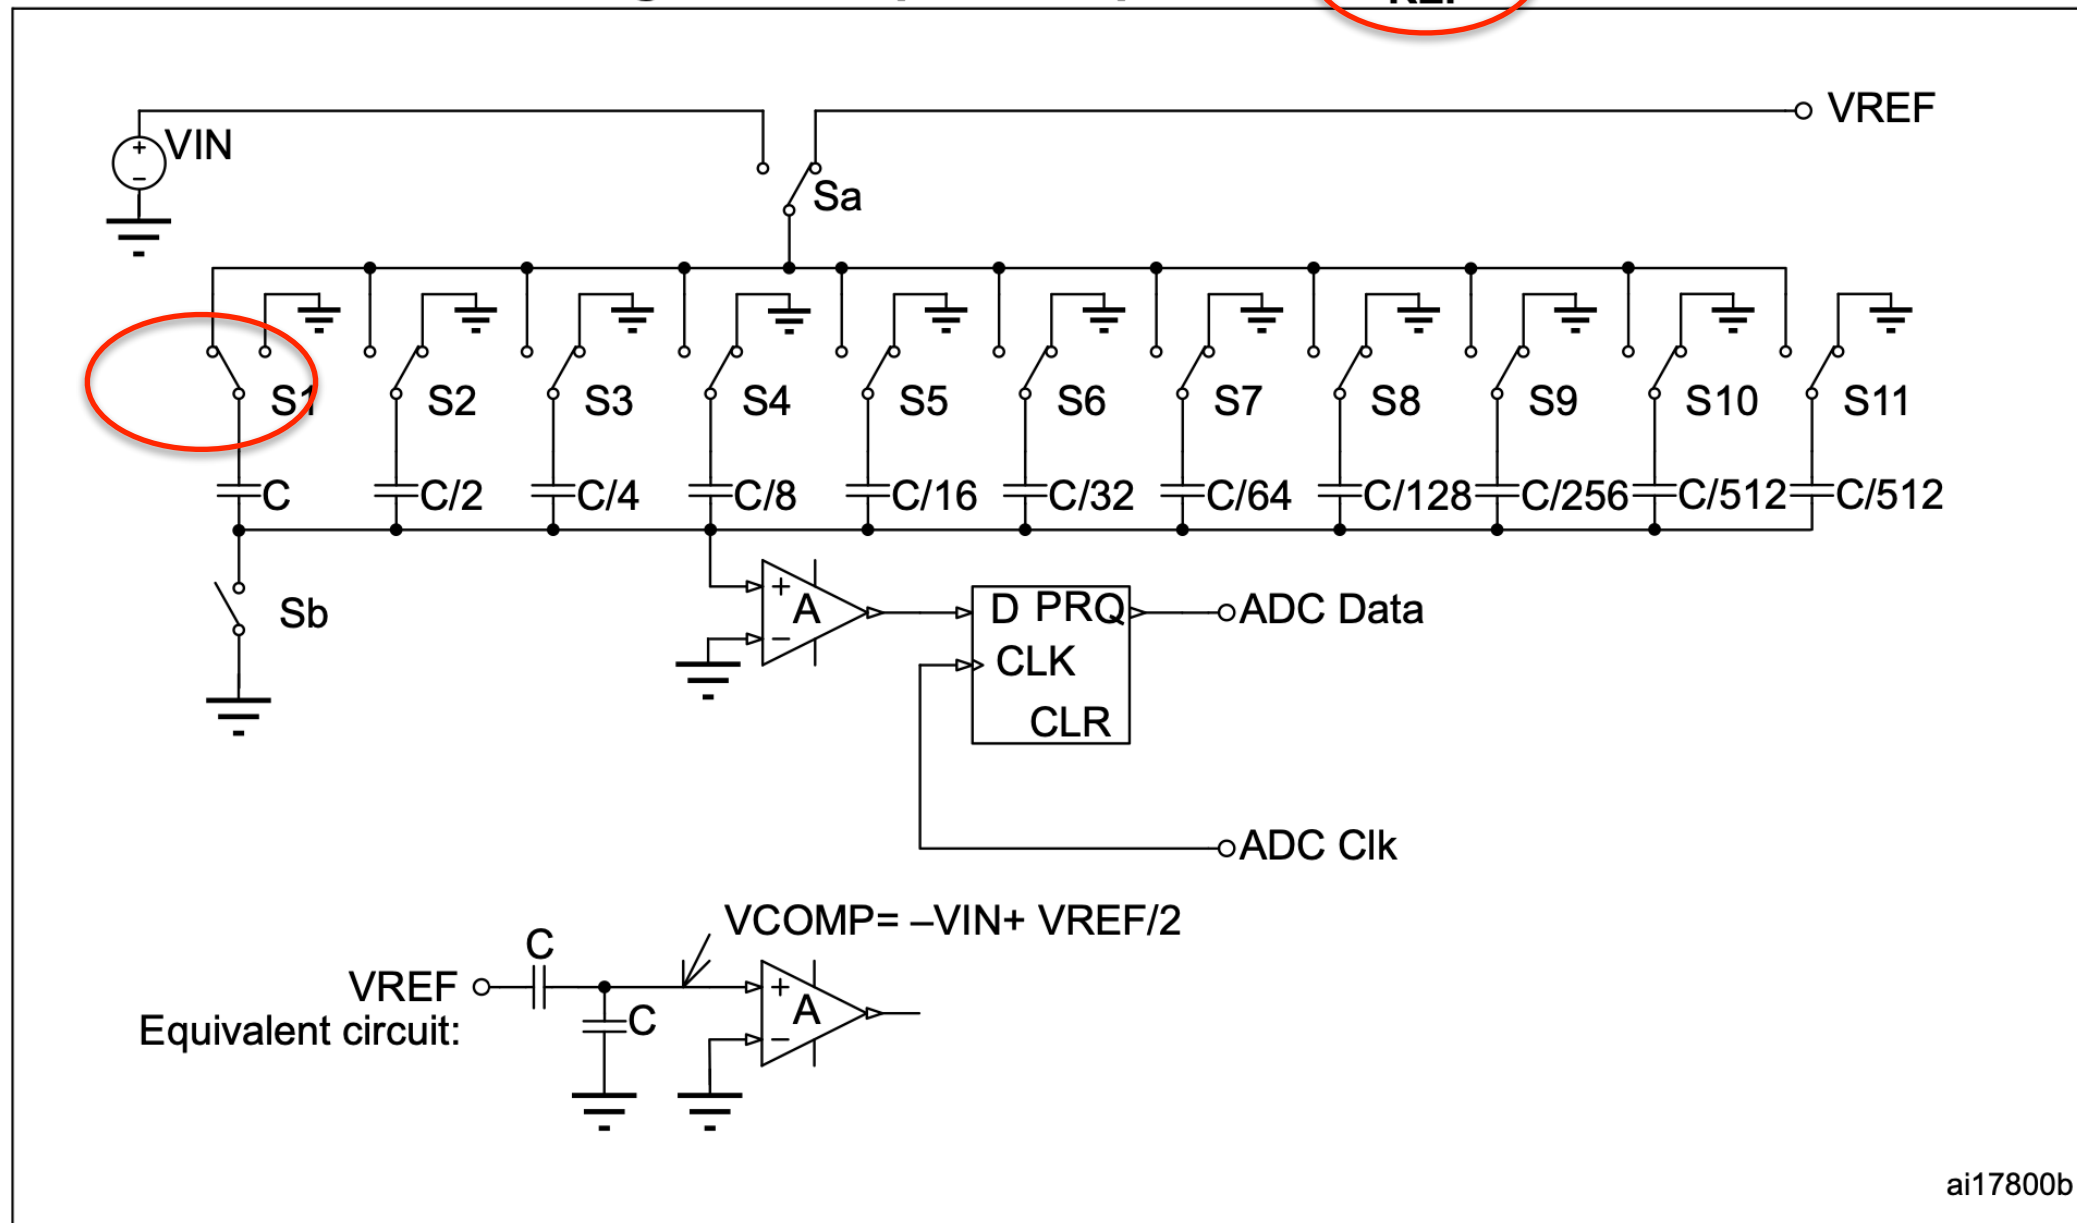 VREF
VIN
Sa
S1 S2 S3 S4 S5 S6 S7 S8 S9 S10 S11
C C/2 C/4 C/8 C/16 C/32 C/64 C/128 C/256 C/512 C/512
Sb
+
A
–
D PRQ
CLK
CLR
ADC Data
ADC Clk
VCOMP= –VIN+ VREF/2
C
VREF
C
+
A
–
Equivalent circuit:
ai17800b